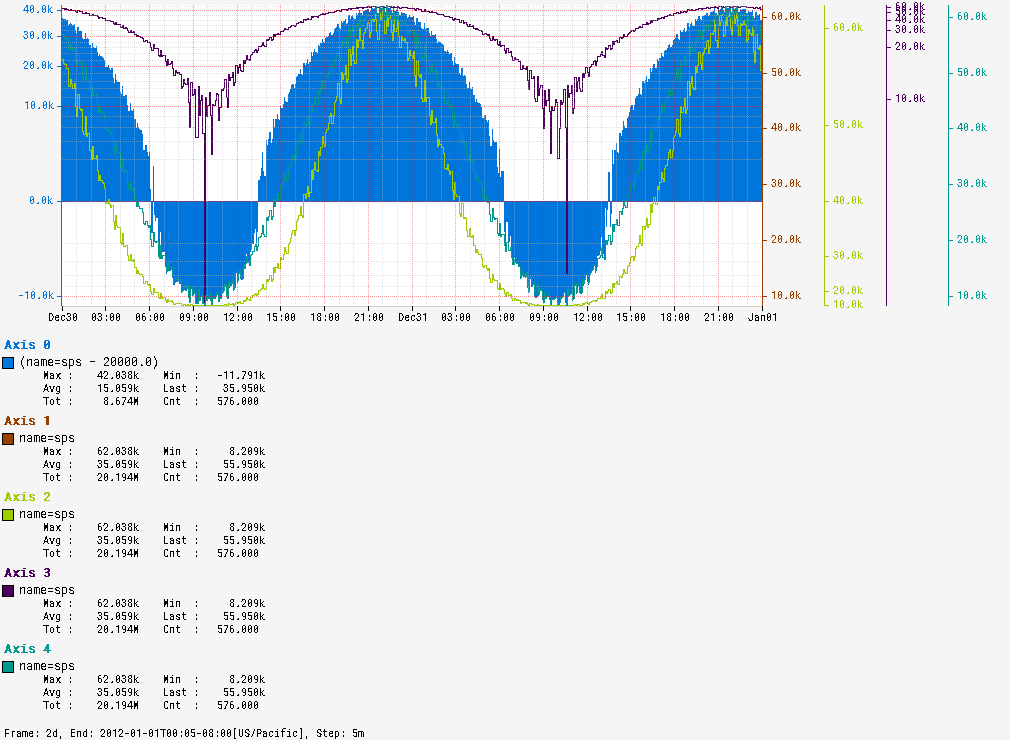 40.0k
30.0k
20.0k
10.0k
0.0k
-10.0k
60.0k
50.0k
40.0k
30.0k
20.0k
10.0k
60.0k
50.0k
40.0k
30.0k
20.0k
10.0k
60.0k
50.0k
40.0k
30.0k
20.0k
10.0k
60.0k
50.0k
40.0k
30.0k
20.0k
10.0k
Dec30 03:00 06:00 09:00 12:00 15:00 18:00 21:00 Dec31 03:00 06:00 09:00 12:00 15:00 18:00 21:00 Jan01
Axis 0
(name=sps - 20000.0)
Max : 42.038k Min : -11.791k
Avg : 15.059k Last : 35.950k
Tot : 8.674M Cnt : 576.000
Axis 1
name=sps
Max : 62.038k Min : 8.209k
Avg : 35.059k Last : 55.950k
Tot : 20.194M Cnt : 576.000
Axis 2
name=sps
Max : 62.038k Min : 8.209k
Avg : 35.059k Last : 55.950k
Tot : 20.194M Cnt : 576.000
Axis 3
name=sps
Max : 62.038k Min : 8.209k
Avg : 35.059k Last : 55.950k
Tot : 20.194M Cnt : 576.000
Axis 4
name=sps
Max : 62.038k Min : 8.209k
Avg : 35.059k Last : 55.950k
Tot : 20.194M Cnt : 576.000
Frame: 2d, End: 2012-01-01T00:05-08:00[US/Pacific], Step: 5m